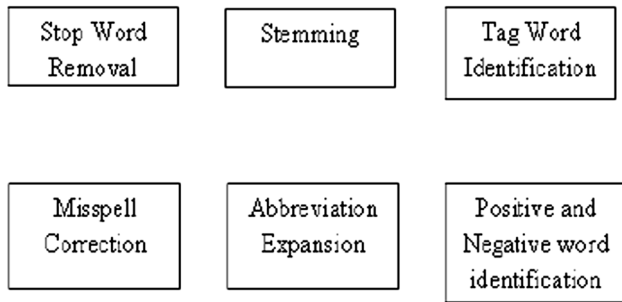 Stop Word
Removal
Stemming
Tag Word
Identification
Misspell
Correction
Abbreviation
Expansion
Positive and
Negative word
identification